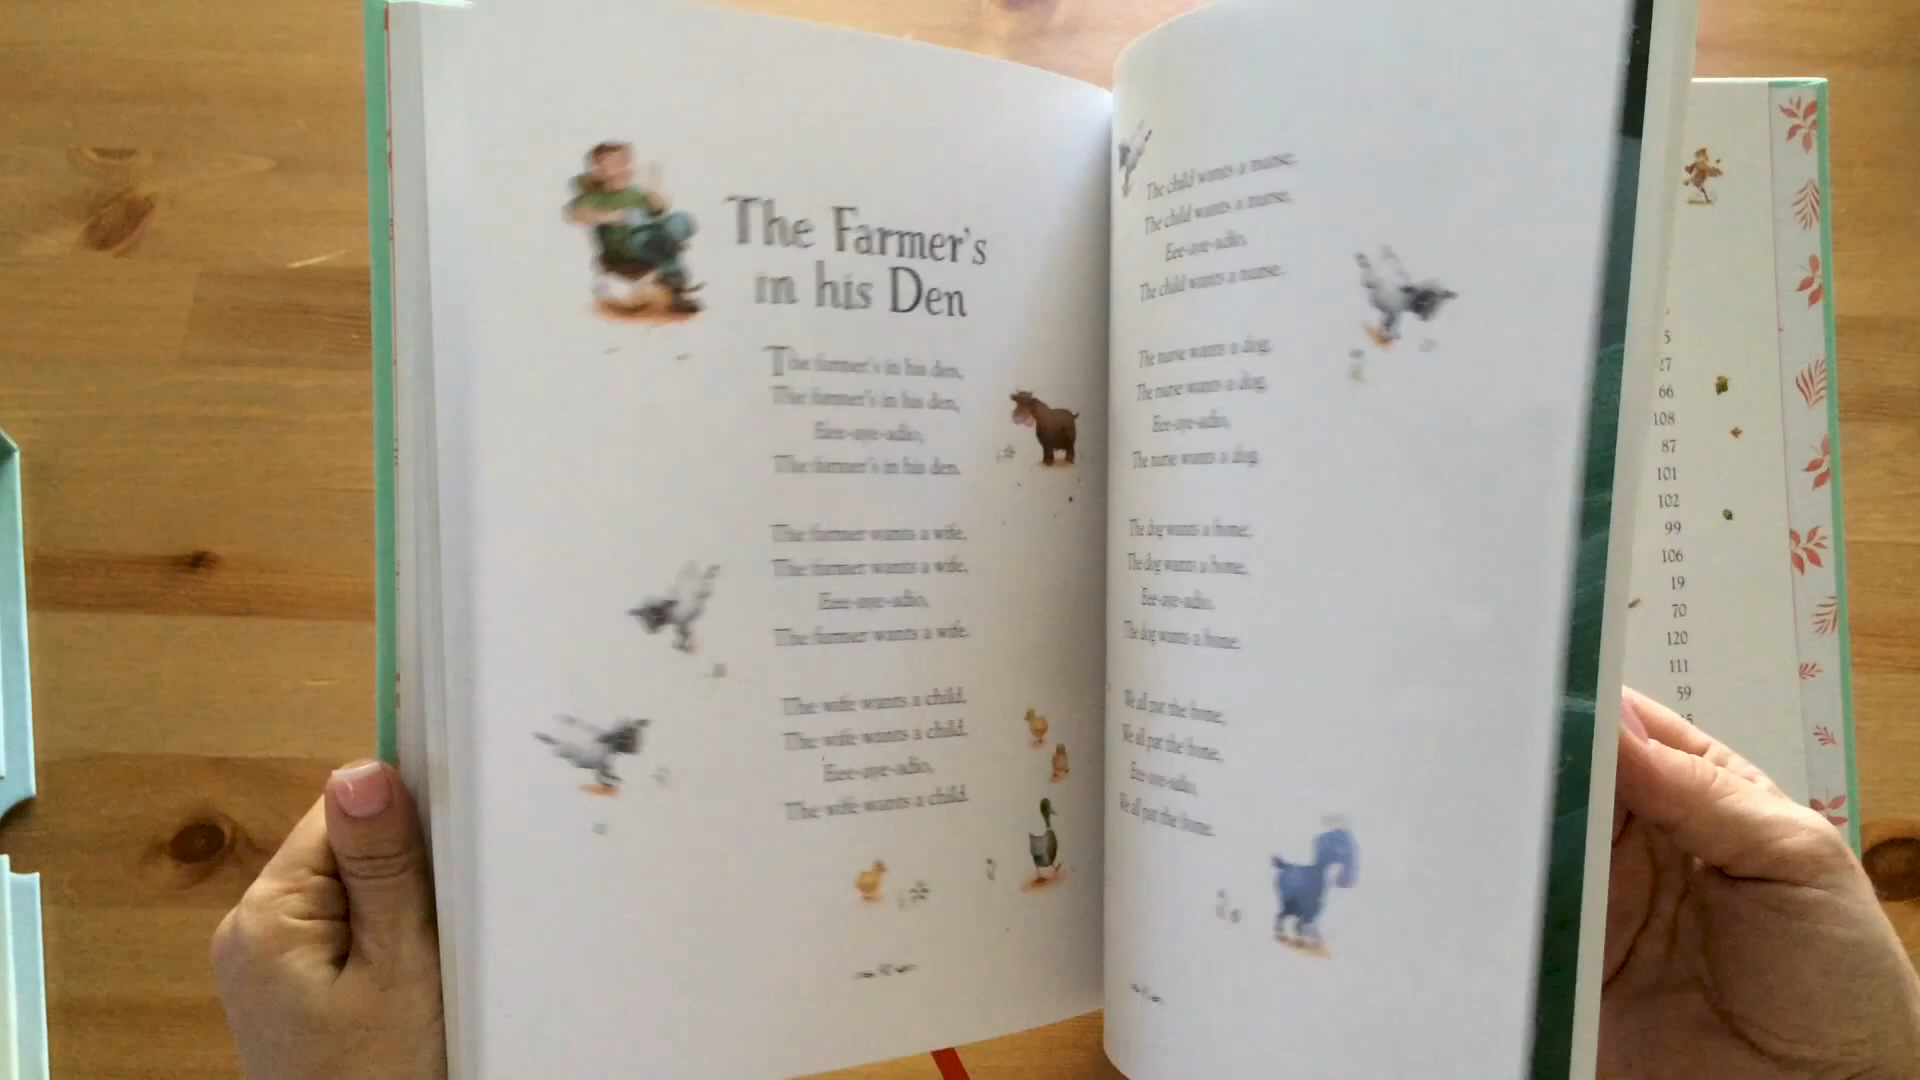 The Farmer's
in his Den
The farmer's in his den,
The farmer's in his den,
Eee-aye-adio,
The farmer's in his den.
The farmer wants a wife,
The farmer wants a wife,
Eee-aye-adio,
The farmer wants a wife.
The wife wants a child,
The wife wants a child,
Eee-aye-adio,
The wife wants a child.
The child wants a nurse,
The child wants a nurse,
Eee-aye-adio,
The child wants a nurse.
The nurse wants a dog,
The nurse wants a dog,
Eee-aye-adio,
The nurse wants a dog.
The dog wants a bone,
The dog wants a bone,
Eee-aye-adio,
The dog wants a bone.
We all pat the bone,
We all pat the bone,
Eee-aye-adio,
We all pat the bone.
5
27
66
108
87
101
102
99
106
19
70
120
111
59